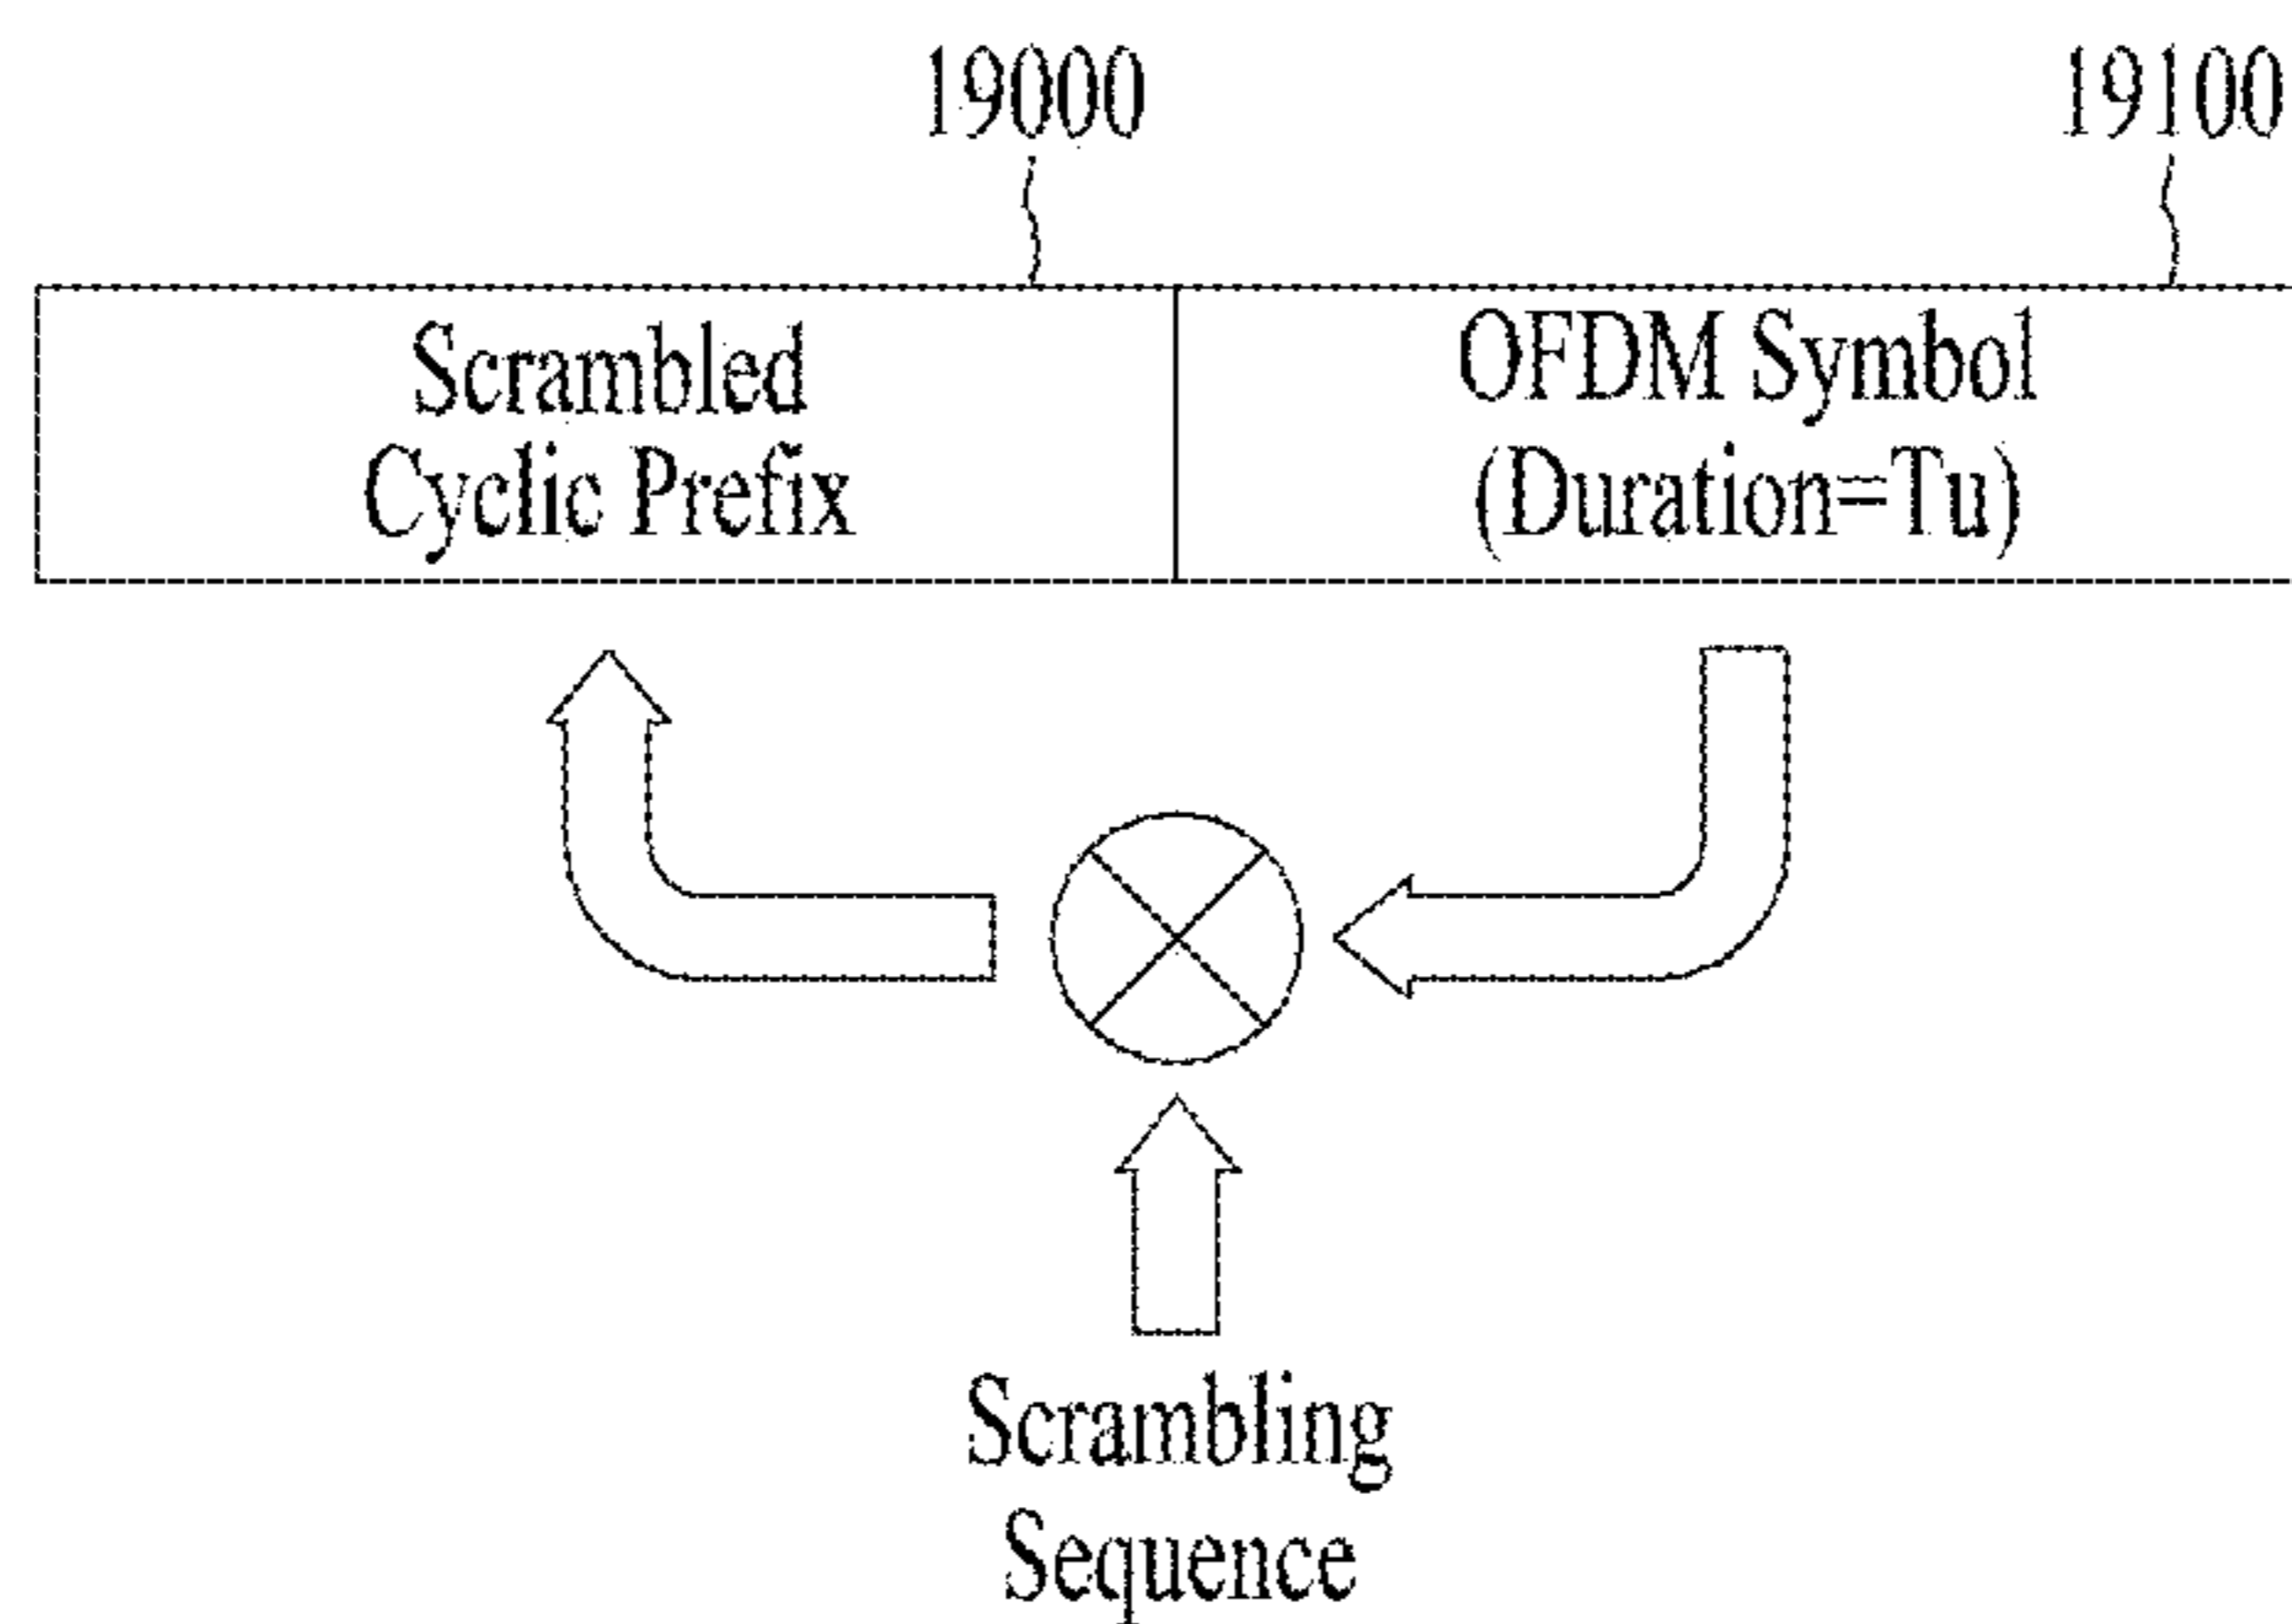 19000 19100
Scrambled
Cyclic Prefix
OFDM Symbol
(Duration=Tu)
Scrambling
Sequence